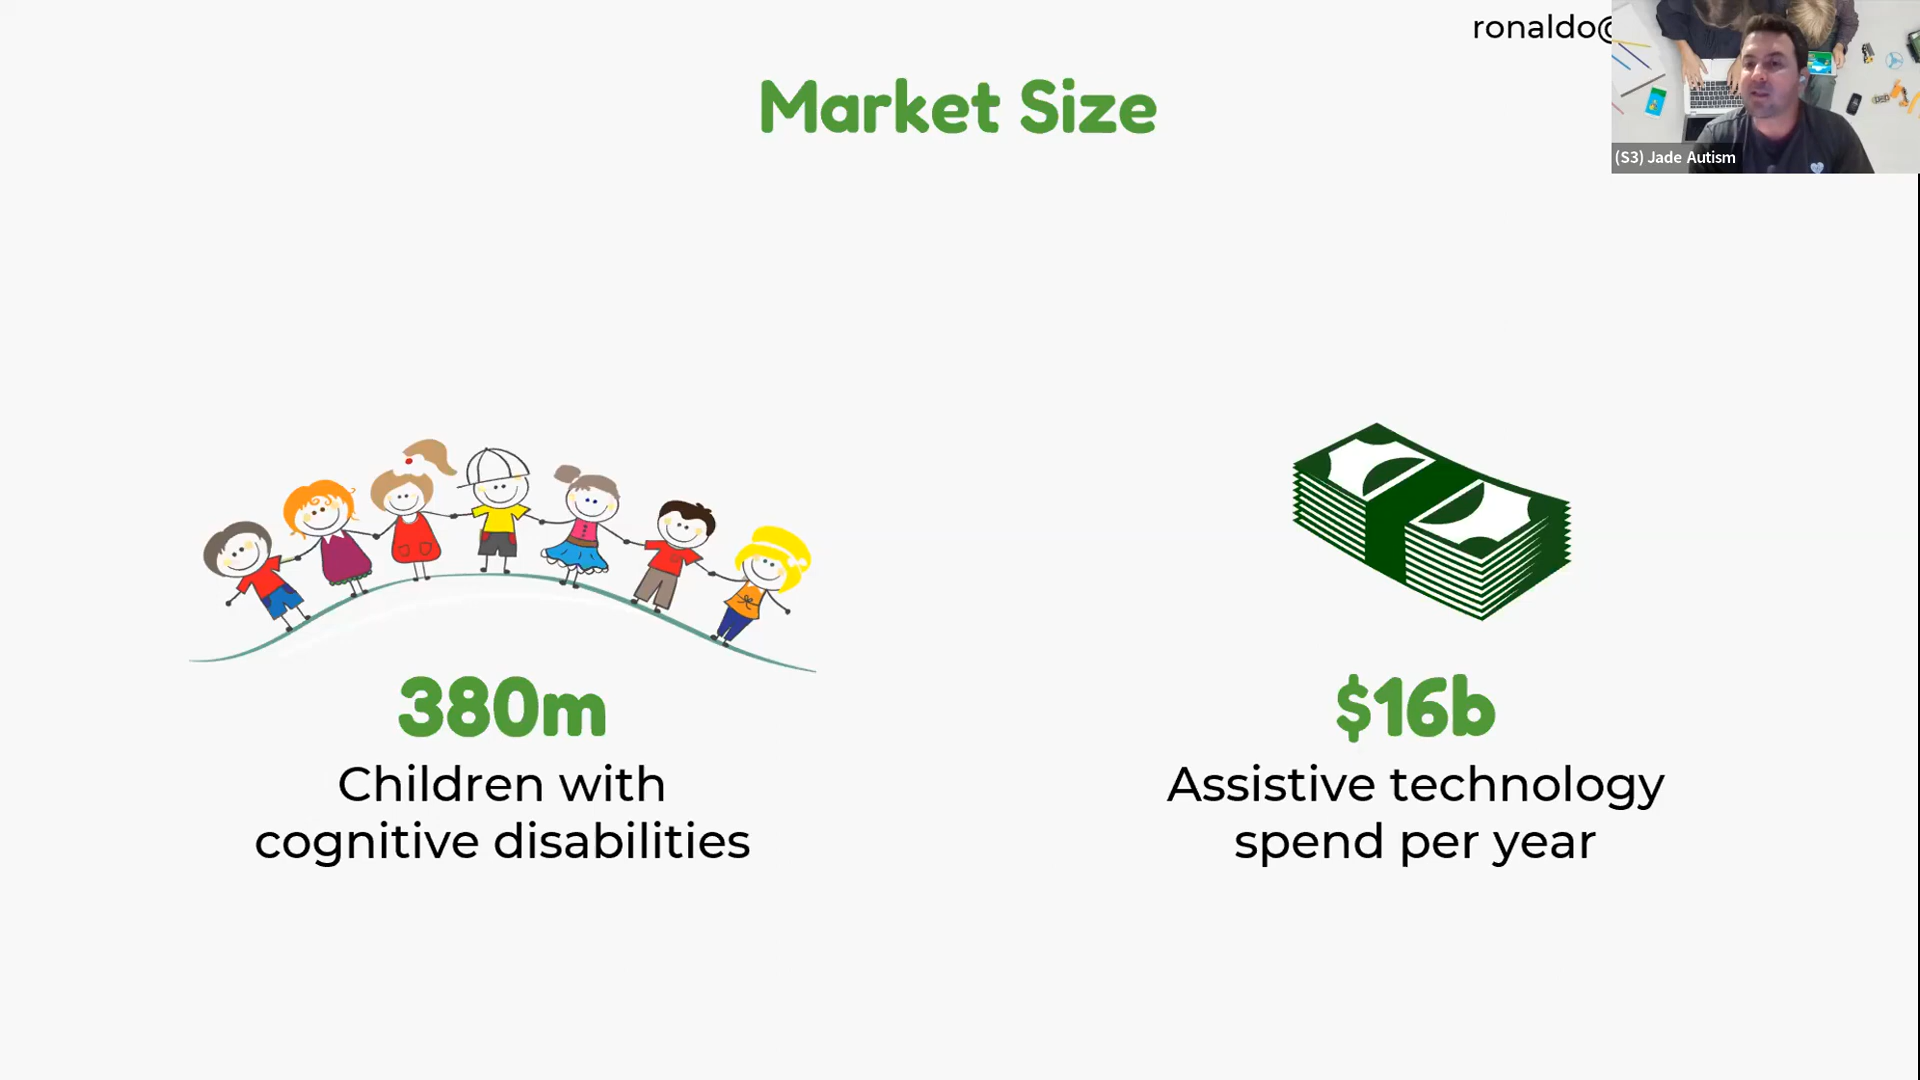 ronaldo@
Market Size
(S3) Jade Autism
380m
Children with
cognitive disabilities
$16b
Assistive technology
spend per year